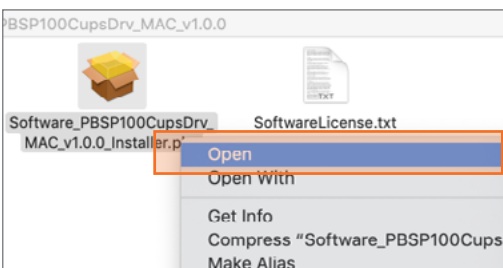 PBSP100CupsDrv_MAC_v1.0.0
TXT
Software_PBSP100CupsDrv_
MAC_v1.0.0_Installer.p
SoftwareLicense.txt
Open
Open With
Get Info
Compress “Software_PBSP100Cups
Make Alias